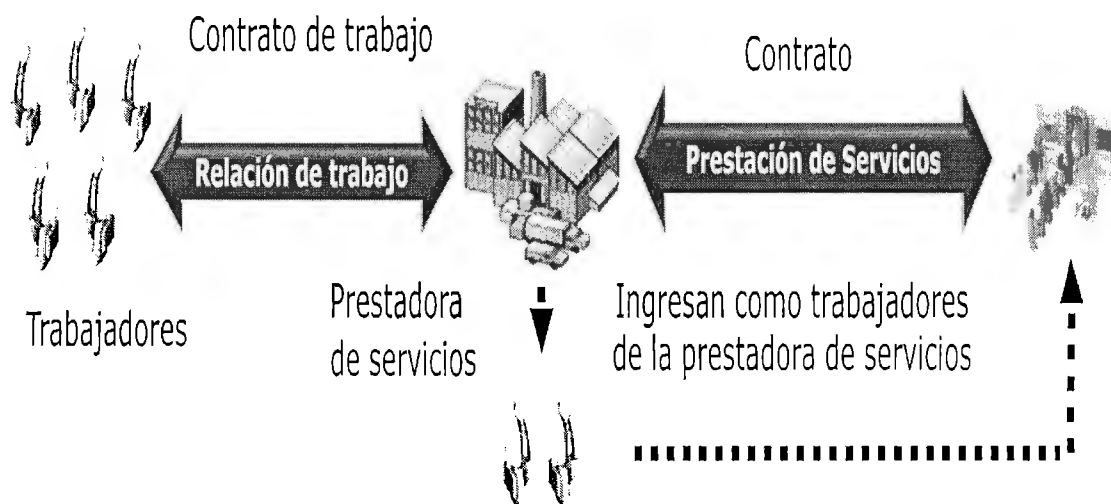 Contrato de trabajo
Contrato
Relación de trabajo
Prestación de Servicios
Trabajadores
Prestadora
de servicios
Ingresan como trabajadores
de la prestadora de servicios